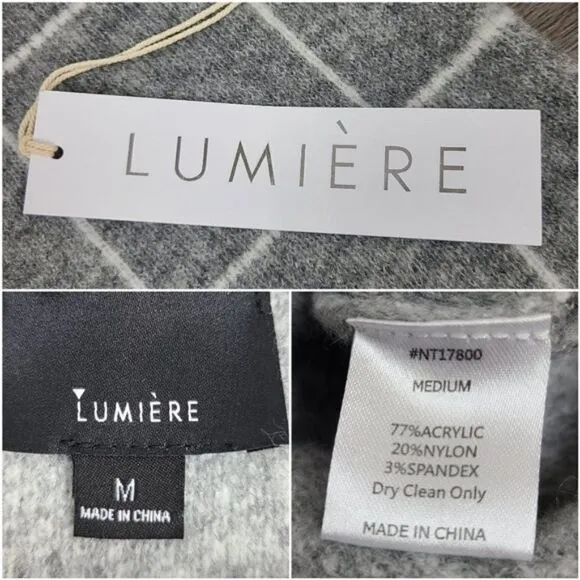 LUMIÈRE
LUMIÈRE
M
MADE IN CHINA
#NT17800
MEDIUM
77%ACRYLIC
20%NYLON
3%SPANDEX
Dry Clean Only
MADE IN CHINA